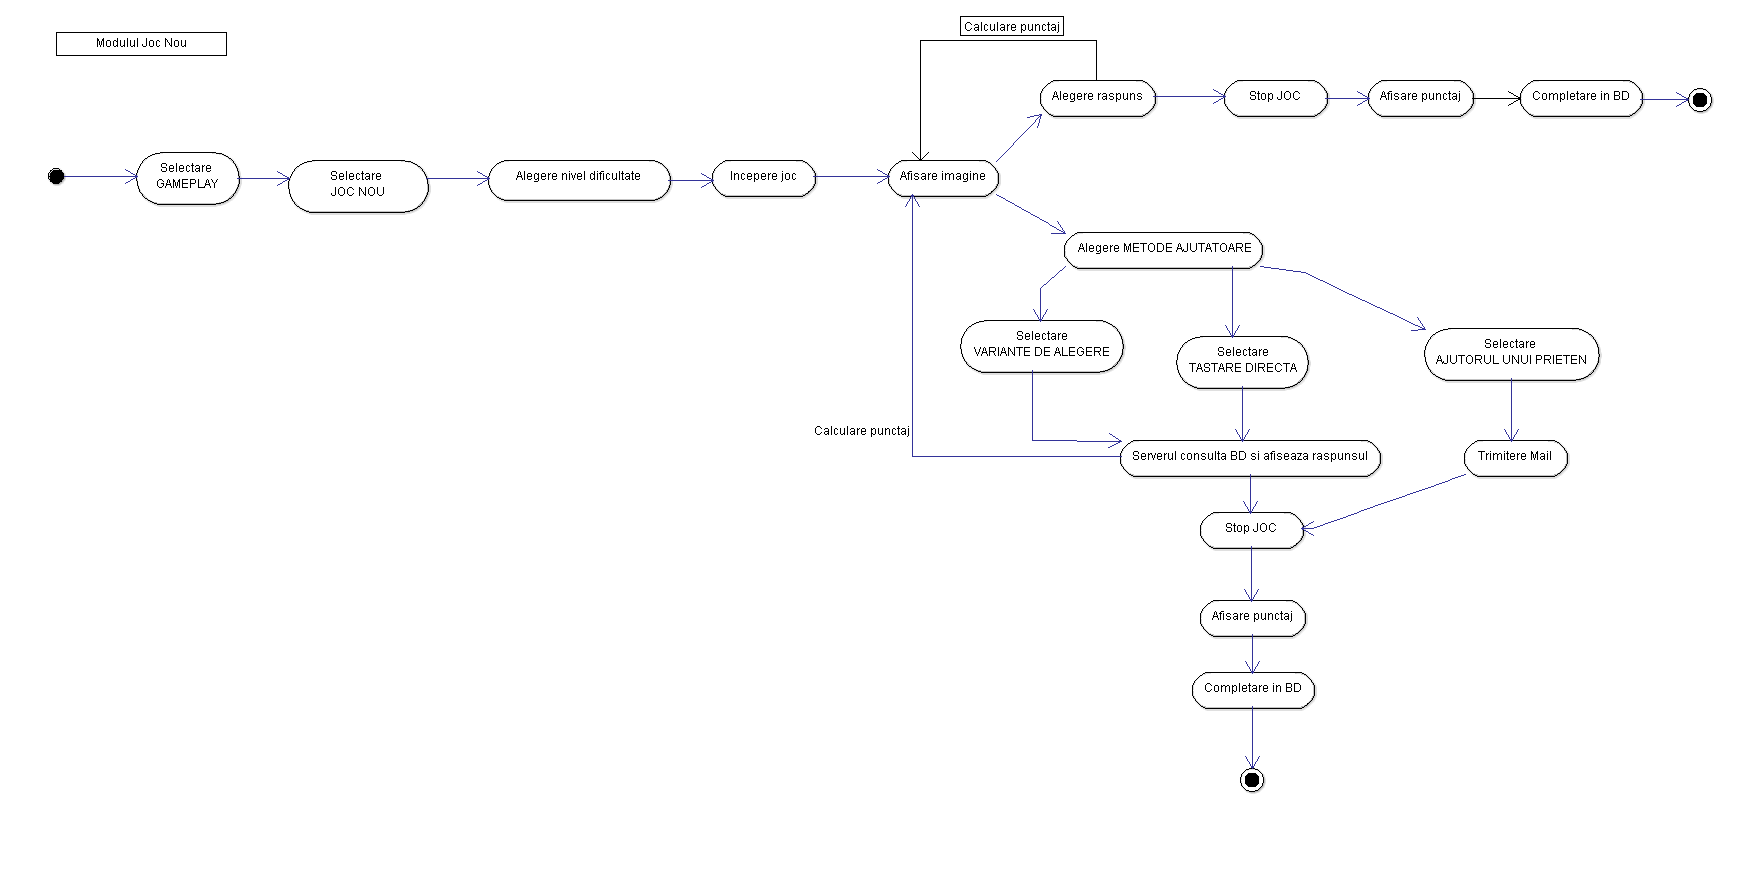 Modulul Joc Nou
Calculare punctaj
Alegere raspuns
Stop JOC
Afisare punctaj
Completare in BD
Selectare
GAMEPLAY
Selectare
JOC NOU
Alegere nivel dificultate
Incepere joc
Afisare imagine
Alegere METODE AJUTATOARE
Selectare
VARIANTE DE ALEGERE
Selectare
TASTARE DIRECTA
Selectare
AJUTORUL UNUI PRIETEN
Calculare punctaj
Serverul consulta BD si afiseaza raspunsul
Trimitere Mail
Stop JOC
Afisare punctaj
Completare in BD